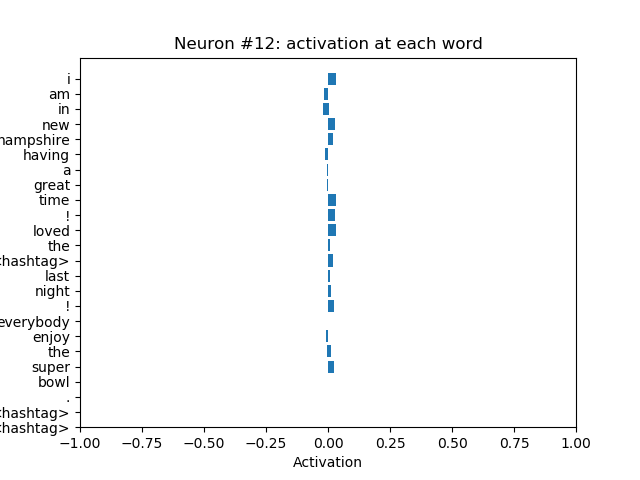 Neuron #12: activation at each word
i
am
in
new
hampshire
having
a
great
time
!
loved
the
hashtag>
last
night
!
everybody
enjoy
the
super
bowl
.
hashtag>
hashtag>
−1.00 −0.75 −0.50 −0.25 0.00 0.25 0.50 0.75 1.00
Activation